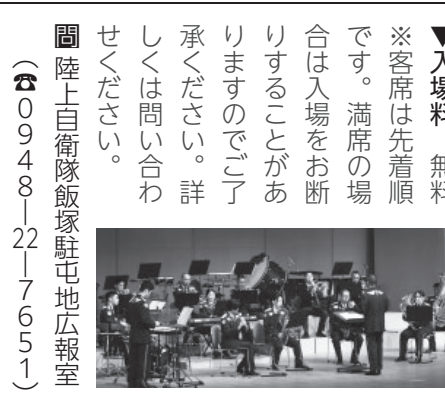 ▼入場料　無料
※客席は先着順
です。満席の場
合は入場をお断
りすることがあ
りますのでご了
承ください。詳
しくは問い合わ
せください。
問 陸上自衛隊飯塚駐屯地広報室
（☎0948―22―7651）